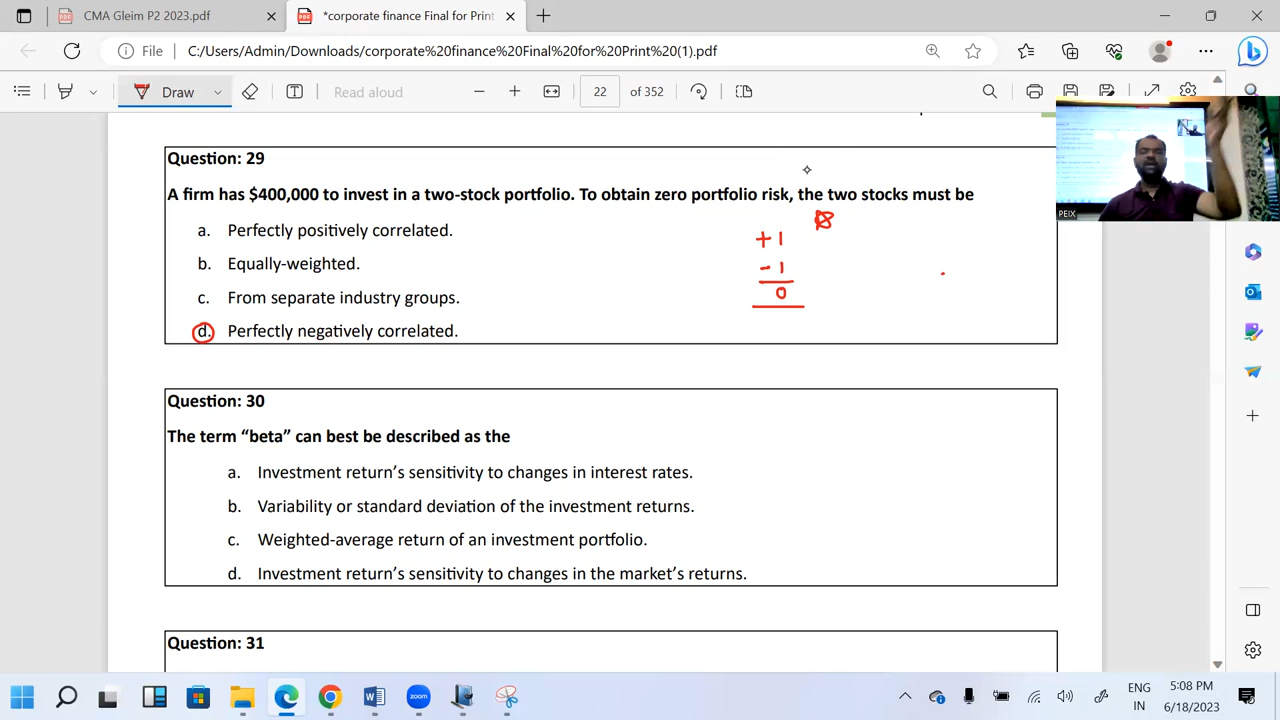 CMA Gleim P2 2023.pdf
*corporate finance Final for Print
File
C:/Users/Admin/Downloads/corporate%20finance%20Final%20for%20Print%20(1).pdf
Draw
Read aloud
22
of 352
Question: 29
A firm has $400,000 to invest in a two-stock portfolio. To obtain zero portfolio risk, the two stocks must be
a. Perfectly positively correlated.
b. Equally-weighted.
c. From separate industry groups.
d. Perfectly negatively correlated.
+1
-1
0
PEIX
Question: 30
The term “beta” can best be described as the
a. Investment return’s sensitivity to changes in interest rates.
b. Variability or standard deviation of the investment returns.
c. Weighted-average return of an investment portfolio.
d. Investment return’s sensitivity to changes in the market’s returns.
Question: 31
zoom
ENG
IN
5:08 PM
6/18/2023